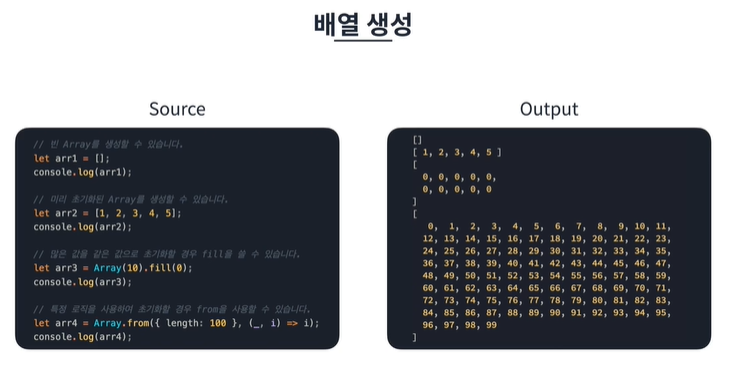 배열 생성
Source
// 빈 Array를 생성할 수 있습니다.
let arr1 = [];
console.log(arr1);
// 미리 초기화된 Array를 생성할 수 있습니다.
let arr2 = [1, 2, 3, 4, 5];
console.log(arr2);
// 많은 값을 같은 값으로 초기화할 경우 fill을 쓸 수 있습니다.
let arr3 = Array(10).fill(0);
console.log(arr3);
// 특정 로직을 사용하여 초기화할 경우 from을 사용할 수 있습니다.
let arr4 = Array.from({ length: 100 }, (_, i) => i);
console.log(arr4);
Output
[]
[ 1, 2, 3, 4, 5 ]
[
0, 0, 0, 0, 0,
0, 0, 0, 0, 0
]
[
0, 1, 2, 3, 4, 5, 6, 7, 8, 9, 10, 11,
12, 13, 14, 15, 16, 17, 18, 19, 20, 21, 22, 23,
24, 25, 26, 27, 28, 29, 30, 31, 32, 33, 34, 35,
36, 37, 38, 39, 40, 41, 42, 43, 44, 45, 46, 47,
48, 49, 50, 51, 52, 53, 54, 55, 56, 57, 58, 59,
60, 61, 62, 63, 64, 65, 66, 67, 68, 69, 70, 71,
72, 73, 74, 75, 76, 77, 78, 79, 80, 81, 82, 83,
84, 85, 86, 87, 88, 89, 90, 91, 92, 93, 94, 95,
96, 97, 98, 99
]